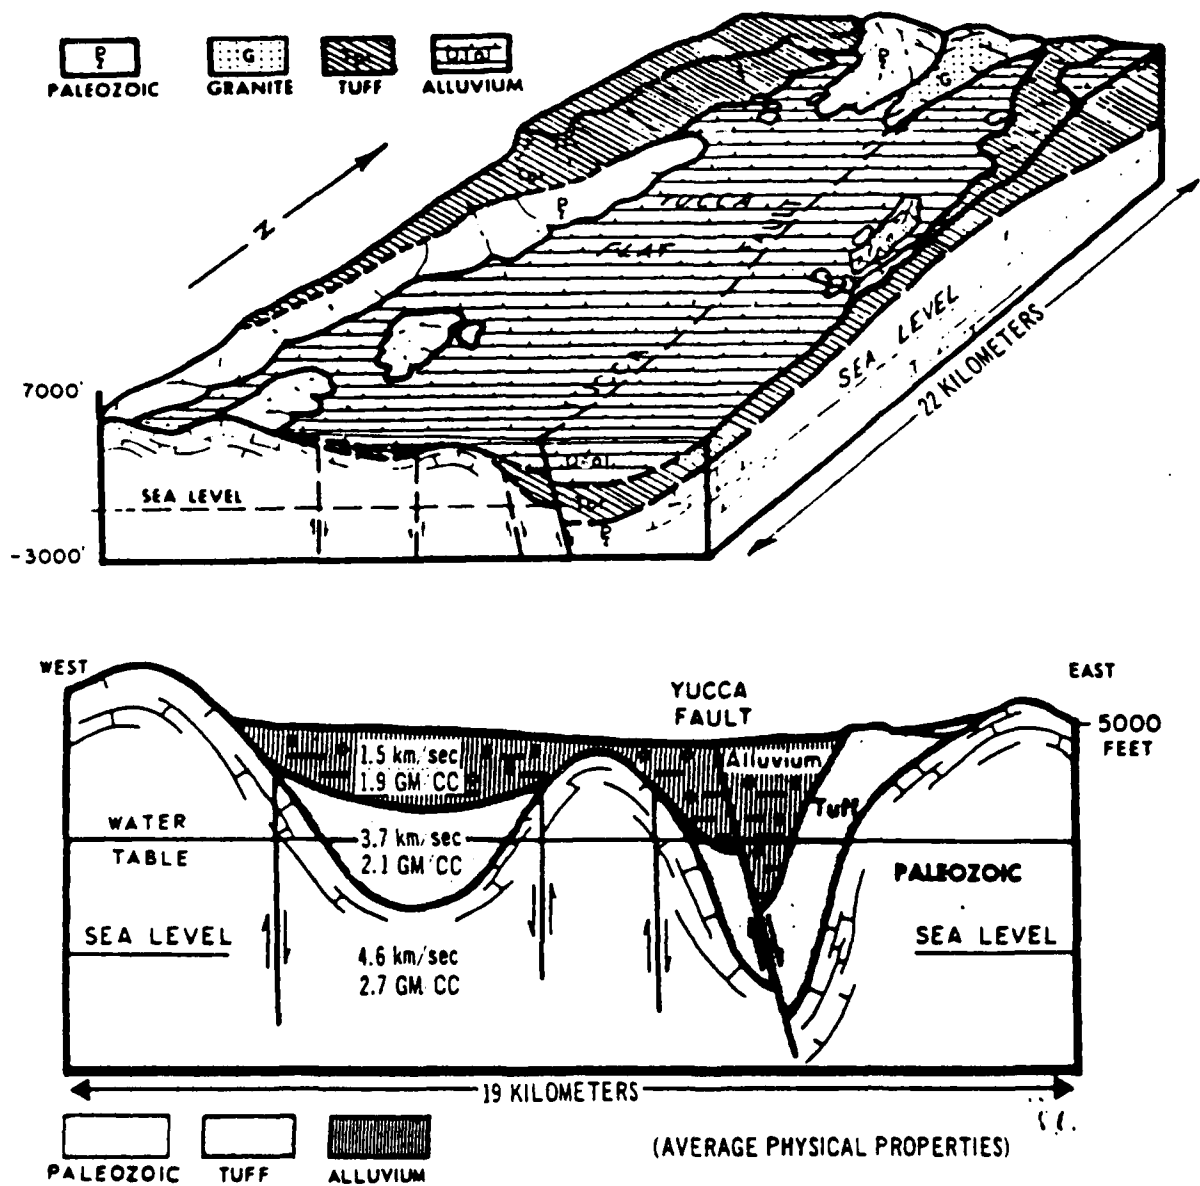 P G Tpr Qal
PALEOZOIC GRANITE TUFF ALLUVIUM
P
G
N
P
YUCCA
FLAT
SEA LEVEL
22 KILOMETERS
7000'
SEA LEVEL
Qal
P
-3000'
WEST
EAST
YUCCA
FAULT
5000
FEET
1.5 km/sec
1.9 GM/CC
Alluvium
Tuff
WATER
TABLE
3.7 km/sec
2.1 GM/CC
PALEOZOIC
SEA LEVEL
SEA LEVEL
4.6 km/sec
2.7 GM/CC
19 KILOMETERS
(AVERAGE PHYSICAL PROPERTIES)
PALEOZOIC TUFF ALLUVIUM